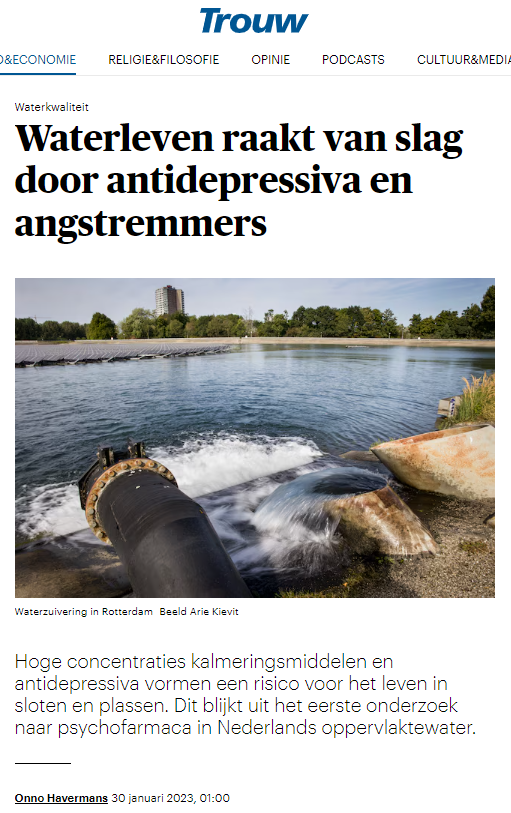 Trouw
D&ECONOMIE RELIGIE&FILOSOFIE OPINIE PODCASTS CULTUUR&MEDIA
Waterkwaliteit
Waterleven raakt van slag
door antidepressiva en
angstremmers
Waterzuivering in Rotterdam Beeld Arie Kievit
Hoge concentraties kalmeringsmiddelen en
antidepressiva vormen een risico voor het leven in
sloten en plassen. Dit blijkt uit het eerste onderzoek
naar psychofarmaca in Nederlands oppervlaktewater.
Onno Havermans 30 januari 2023, 01:00